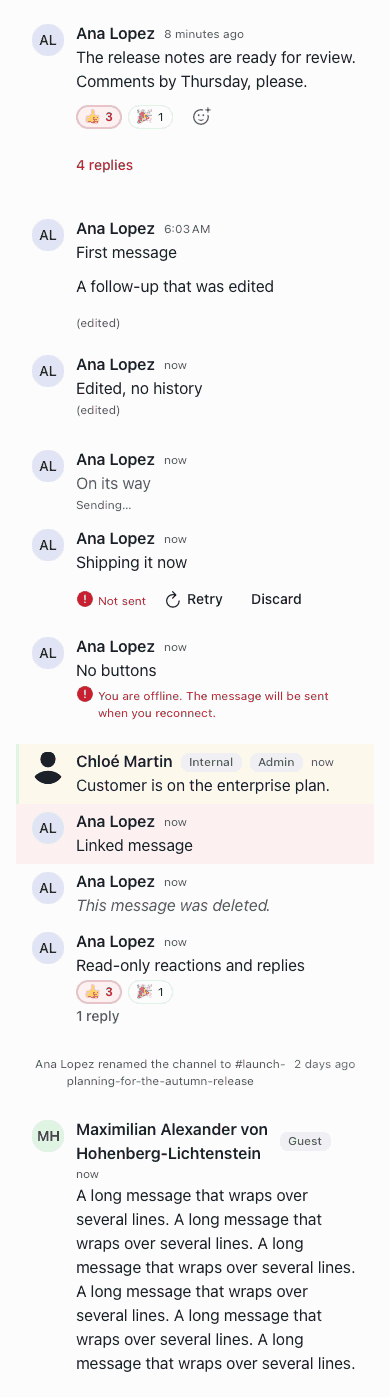 AL
Ana Lopez 8 minutes ago
The release notes are ready for review.
Comments by Thursday, please.
👍 3 🎉 1
4 replies
AL
Ana Lopez 6:03 AM
First message
A follow-up that was edited
(edited)
AL
Ana Lopez now
Edited, no history
(edited)
AL
Ana Lopez now
On its way
Sending…
AL
Ana Lopez now
Shipping it now
! Not sent Retry Discard
AL
Ana Lopez now
No buttons
! You are offline. The message will be sent
when you reconnect.
Chloé Martin Internal Admin now
Customer is on the enterprise plan.
AL
Ana Lopez now
Linked message
AL
Ana Lopez now
This message was deleted.
AL
Ana Lopez now
Read-only reactions and replies
👍 3 🎉 1
1 reply
Ana Lopez renamed the channel to #launch- 2 days ago
planning-for-the-autumn-release
MH
Maximilian Alexander von
Hohenberg-Lichtenstein Guest
now
A long message that wraps over
several lines. A long message that
wraps over several lines. A long
message that wraps over several lines.
A long message that wraps over
several lines. A long message that
wraps over several lines. A long
message that wraps over several lines.